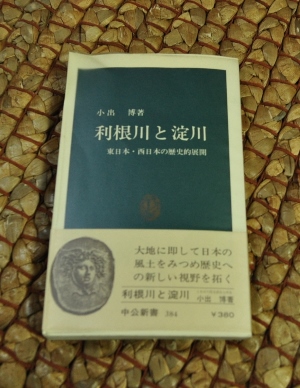 小出 博著
利根川と淀川
東日本・西日本の歴史的展開
大地に即して日本の
風土をみつめ歴史へ
の新しい視野を拓く
利根川と淀川 小出 博著
中公新書 384 ¥380